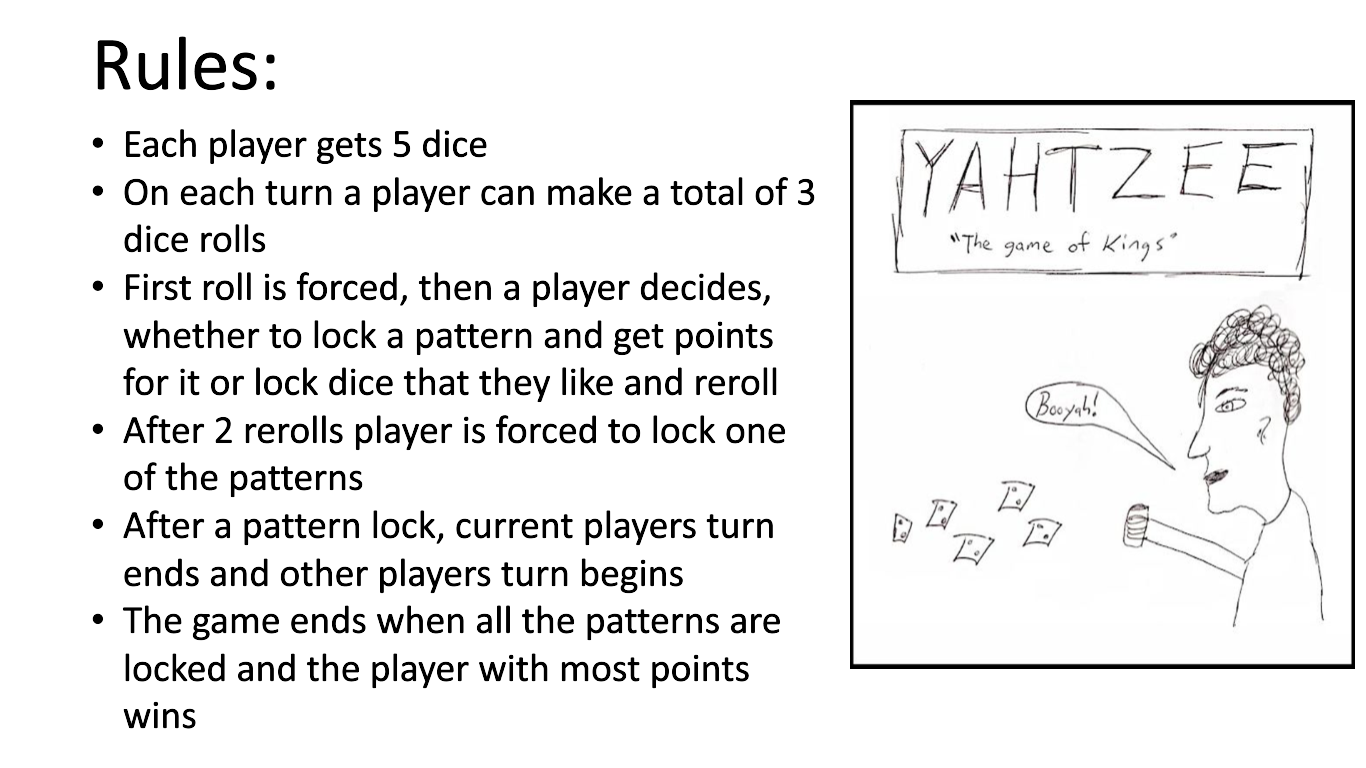 Rules:
• Each player gets 5 dice
• On each turn a player can make a total of 3
dice rolls
• First roll is forced, then a player decides,
whether to lock a pattern and get points
for it or lock dice that they like and reroll
• After 2 rerolls player is forced to lock one
of the patterns
• After a pattern lock, current players turn
ends and other players turn begins
• The game ends when all the patterns are
locked and the player with most points
wins
YAHTZEE
"The game of Kings"
Booyah!